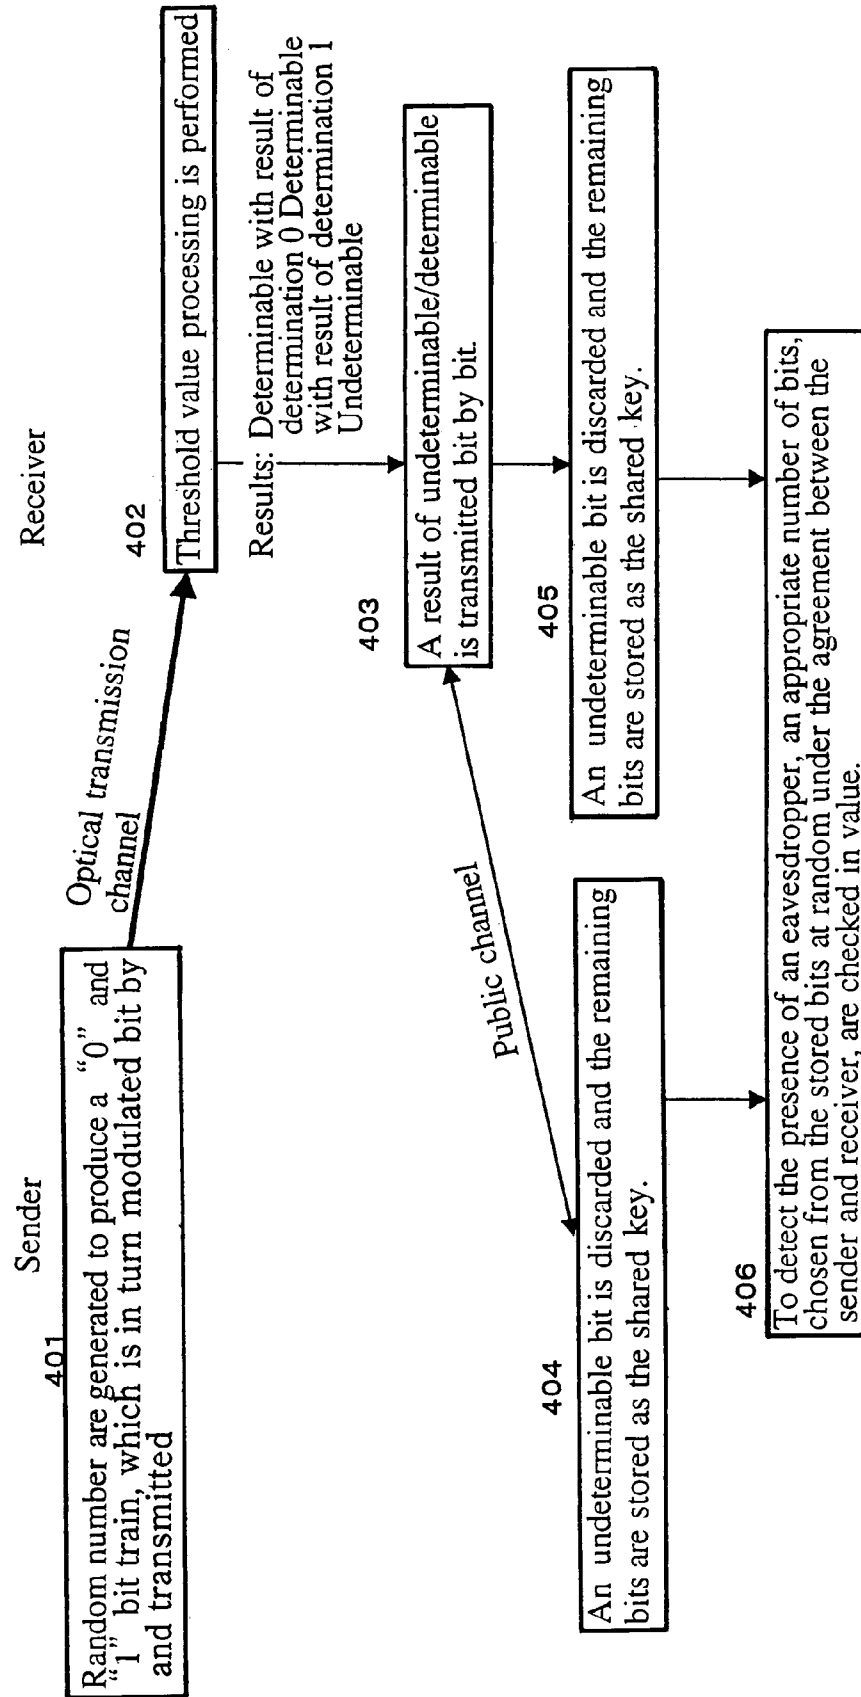 Sender
Receiver
401
Random number are generated to produce a “0” and
“1” bit train, which is in turn modulated bit by
and transmitted
Optical transmission
channel
402
Threshold value processing is performed
Results: Determinable with result of
determination 0 Determinable
with result of determination 1
Undeterminable
403
A result of undeterminable/determinable
is transmitted bit by bit.
Public channel
404
An undeterminable bit is discarded and the remaining
bits are stored as the shared key.
405
An undeterminable bit is discarded and the remaining
bits are stored as the shared key.
406
To detect the presence of an eavesdropper, an appropriate number of bits,
chosen from the stored bits at random under the agreement between the
sender and receiver, are checked in value.